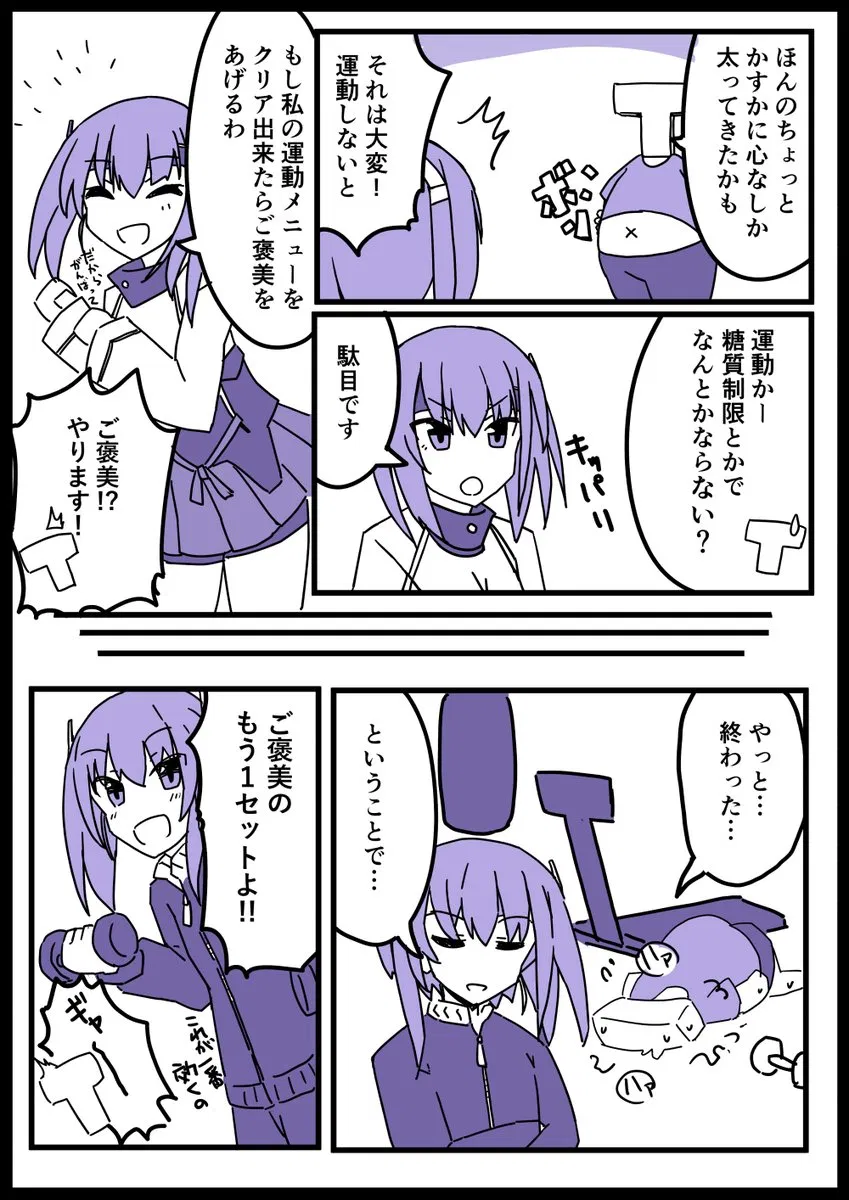 ほんのちょっと
かすかに心なしか
太ってきたかも
ボンッ
それは大変！
運動しないと
運動かー
糖質制限とかで
なんとかならない？
駄目です
キッパリ
もし私の運動メニューを
クリア出来たらご褒美を
あげるわ
だから
がんばって
ご褒美!?
やります！
やっと…
終わった…
ハァ
ハァ
ということで…
ご褒美の
もう1セットよ!!
これが一番
効くの
ギャ